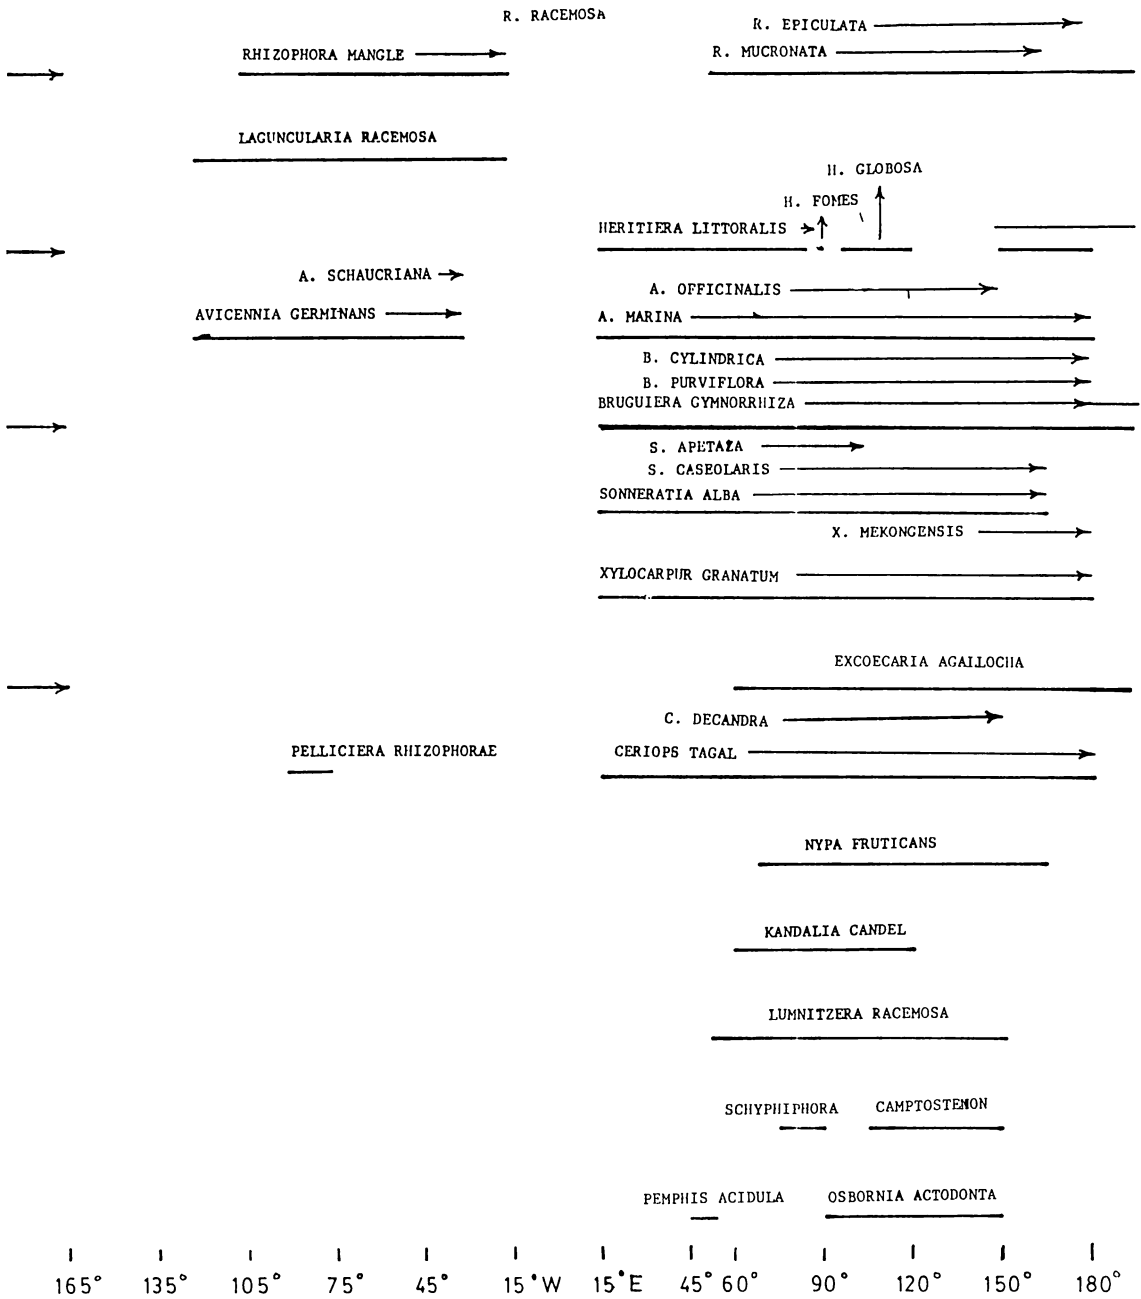 R. RACEMOSA
R. EPICULATA
RHIZOPHORA MANGLE
R. MUCRONATA
LAGUNCULARIA RACEMOSA
H. GLOBOSA
H. FOMES
HERITIERA LITTORALIS
A. SCHAUCRIANA
A. OFFICINALIS
AVICENNIA GERMINANS
A. MARINA
B. CYLINDRICA
B. PURVIFLORA
BRUGUIERA GYMNORRHIZA
S. APETAZA
S. CASEOLARIS
SONNERATIA ALBA
X. MEKONGENSIS
XYLOCARPUR GRANATUM
EXCOECARIA AGALLOCHA
C. DECANDRA
PELLICIERA RHIZOPHORAE
CERIOPS TAGAL
NYPA FRUTICANS
KANDALIA CANDEL
LUMNITZERA RACEMOSA
SCHYPHIPHORA CAMPTOSTEMON
PEMPHIS ACIDULA OSBORNIA ACTODONTA
165° 135° 105° 75° 45° 15°W 15°E 45° 60° 90° 120° 150° 180°